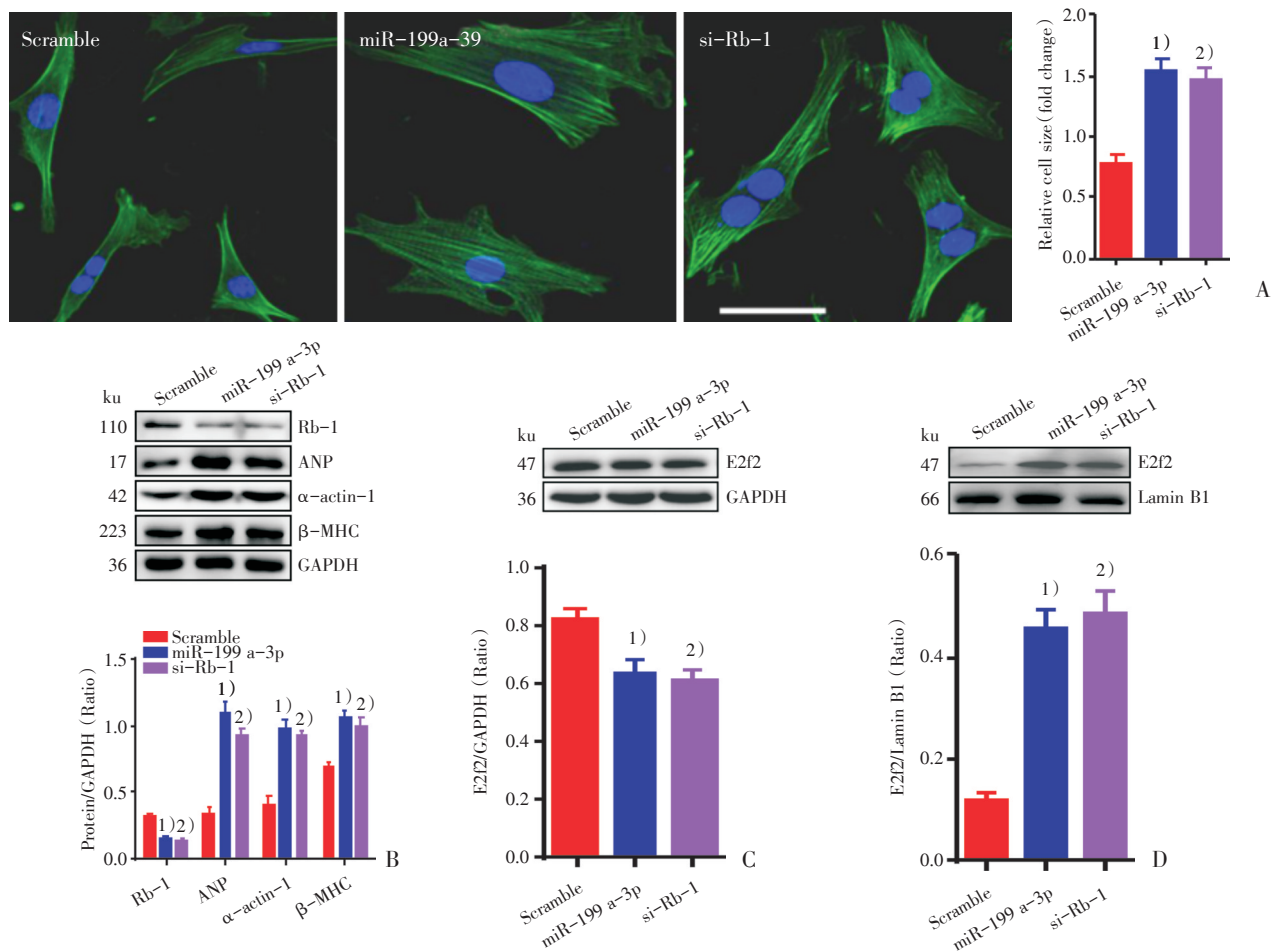 Scramble
miR-199a-39
si-Rb-1
2.0
1.5
1.0
0.5
0.0
Relative cell size(fold change)
1)
2)
Scramble
miR-199 a-3p
si-Rb-1
A
ku
Scramble
miR-199 a-3p
si-Rb-1
110
Rb-1
17
ANP
42
α-actin-1
223
β-MHC
36
GAPDH
Scramble
miR-199 a-3p
si-Rb-1
1.5
1.0
0.5
0.0
Protein/GAPDH (Ratio)
1) 2)
1)
2)
1) 2)
1) 2)
Rb-1
ANP
α-actin-1
β-MHC
B
ku
Scramble
miR-199 a-3p
si-Rb-1
47
E2f2
36
GAPDH
1.0
0.8
0.6
0.4
0.2
0.0
E2f2/GAPDH (Ratio)
1)
2)
Scramble
miR-199 a-3p
si-Rb-1
C
ku
Scramble
miR-199 a-3p
si-Rb-1
47
E2f2
66
Lamin B1
0.6
0.4
0.2
0.0
E2f2/Lamin B1 (Ratio)
1)
2)
Scramble
miR-199 a-3p
si-Rb-1
D